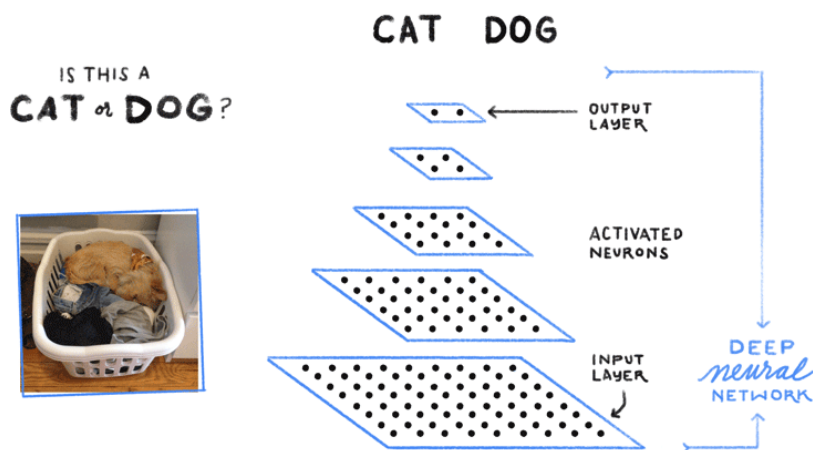 IS THIS A
CAT or DOG?
CAT DOG
OUTPUT
LAYER
ACTIVATED
NEURONS
INPUT
LAYER
DEEP
neural
NETWORK